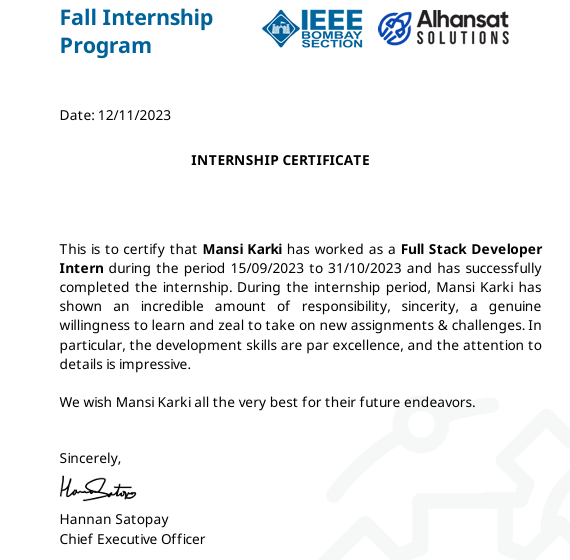 Fall Internship
Program
IEEE
BOMBAY
SECTION
Alhansat
SOLUTIONS
Date: 12/11/2023
INTERNSHIP CERTIFICATE
This is to certify that Mansi Karki has worked as a Full Stack Developer
Intern during the period 15/09/2023 to 31/10/2023 and has successfully
completed the internship. During the internship period, Mansi Karki has
shown an incredible amount of responsibility, sincerity, a genuine
willingness to learn and zeal to take on new assignments & challenges. In
particular, the development skills are par excellence, and the attention to
details is impressive.
We wish Mansi Karki all the very best for their future endeavors.
Sincerely,
Hannan Satopay
Chief Executive Officer